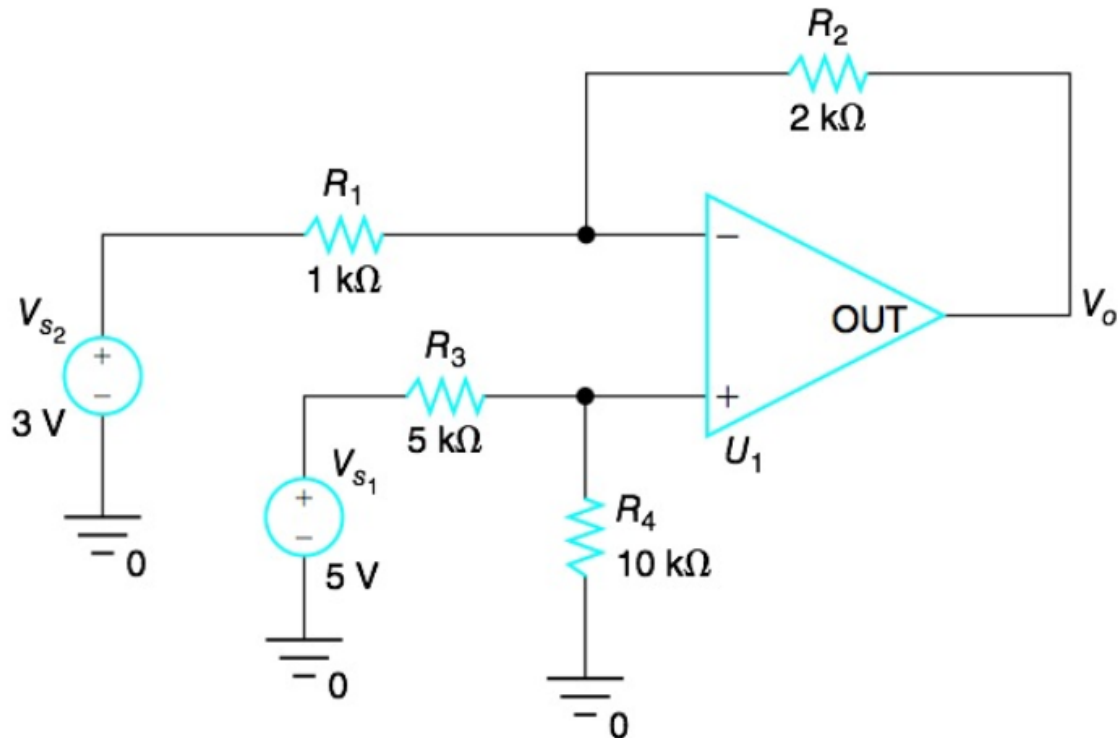 R2
2 kΩ
R1
1 kΩ
−
Vs2
+
−
3 V
OUT
Vo
R3
5 kΩ
+
U1
Vs1
+
−
5 V
R4
10 kΩ
0
0
0